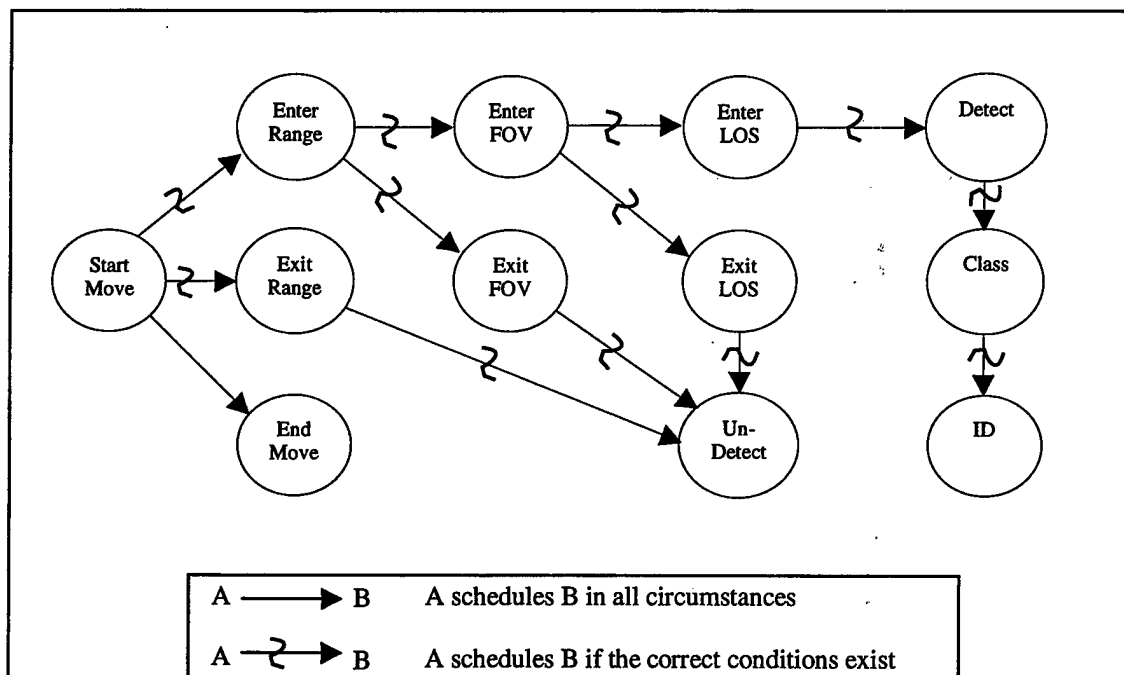 Enter
Range
Enter
FOV
Enter
LOS
Detect
Start
Move
Exit
Range
Exit
FOV
Exit
LOS
Class
End
Move
Un-
Detect
ID
A B A schedules B in all circumstances
A B A schedules B if the correct conditions exist